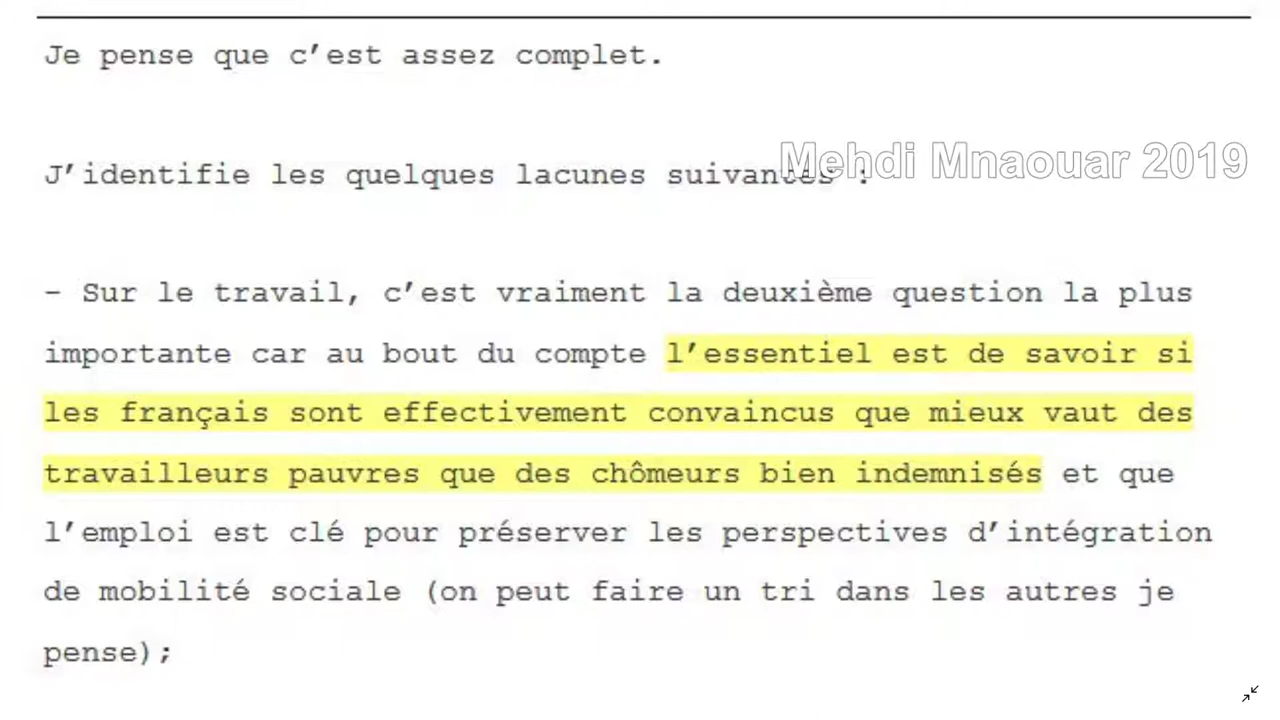 Je pense que c’est assez complet.
Mehdi Mnaouar 2019
J’identifie les quelques lacunes suivantes :
– Sur le travail, c’est vraiment la deuxième question la plus
importante car au bout du compte l’essentiel est de savoir si
les français sont effectivement convaincus que mieux vaut des
travailleurs pauvres que des chômeurs bien indemnisés et que
l’emploi est clé pour préserver les perspectives d’intégration
de mobilité sociale (on peut faire un tri dans les autres je
pense);